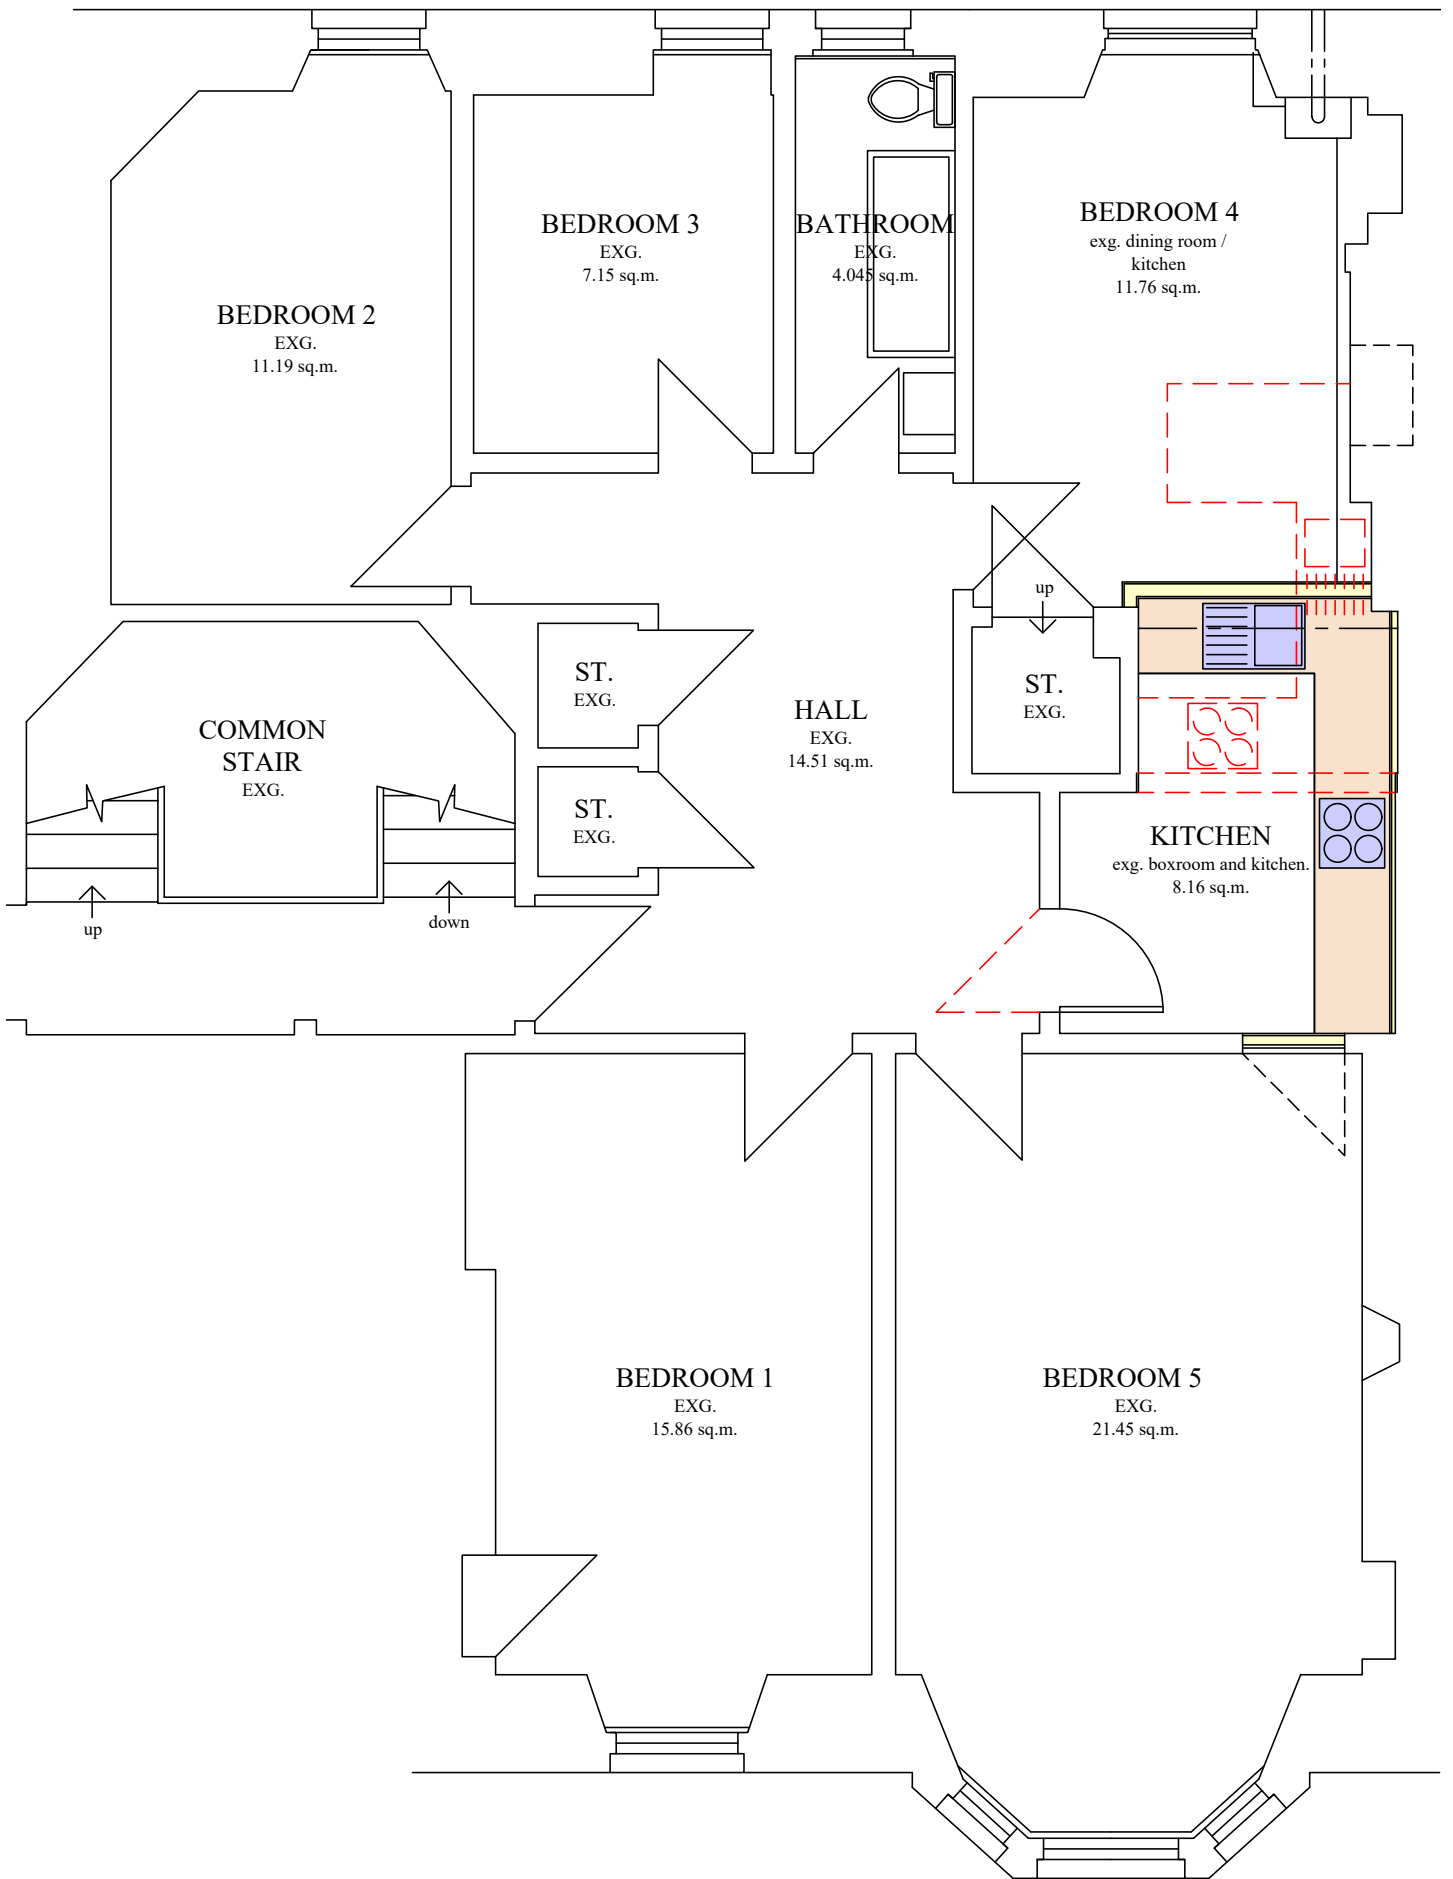 BEDROOM 2
EXG.
11.19 sq.m.
BEDROOM 3
EXG.
7.15 sq.m.
BATHROOM
EXG.
4.045 sq.m.
BEDROOM 4
exg. dining room /
kitchen
11.76 sq.m.
up
ST.
EXG.
ST.
EXG.
HALL
EXG.
14.51 sq.m.
ST.
EXG.
COMMON
STAIR
EXG.
up
down
KITCHEN
exg. boxroom and kitchen.
8.16 sq.m.
BEDROOM 1
EXG.
15.86 sq.m.
BEDROOM 5
EXG.
21.45 sq.m.